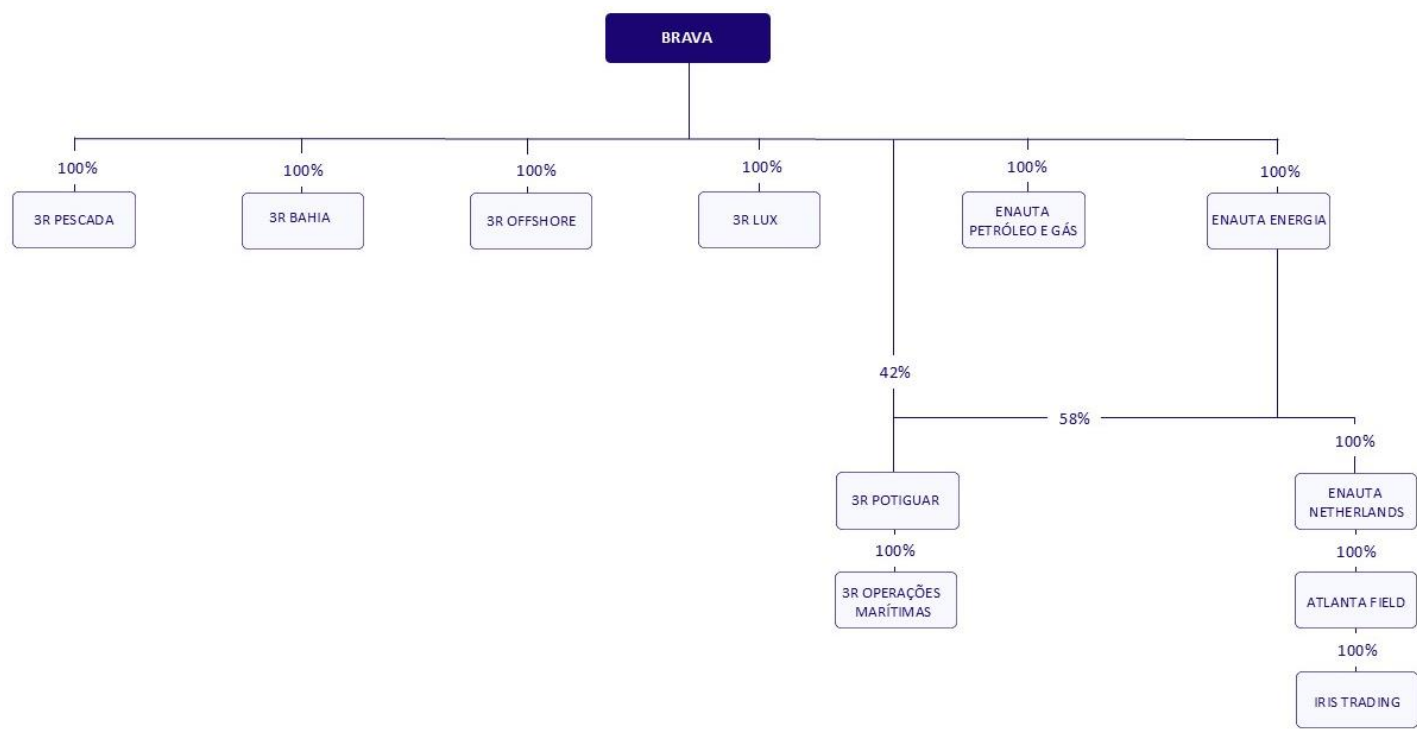 BRAVA
100%
100%
100%
100%
100%
100%
3R PESCADA
3R BAHIA
3R OFFSHORE
3R LUX
ENAUTA
PETRÓLEO E GÁS
ENAUTA ENERGIA
42%
58%
100%
3R POTIGUAR
ENAUTA
NETHERLANDS
100%
100%
3R OPERAÇÕES
MARÍTIMAS
ATLANTA FIELD
100%
IRIS TRADING